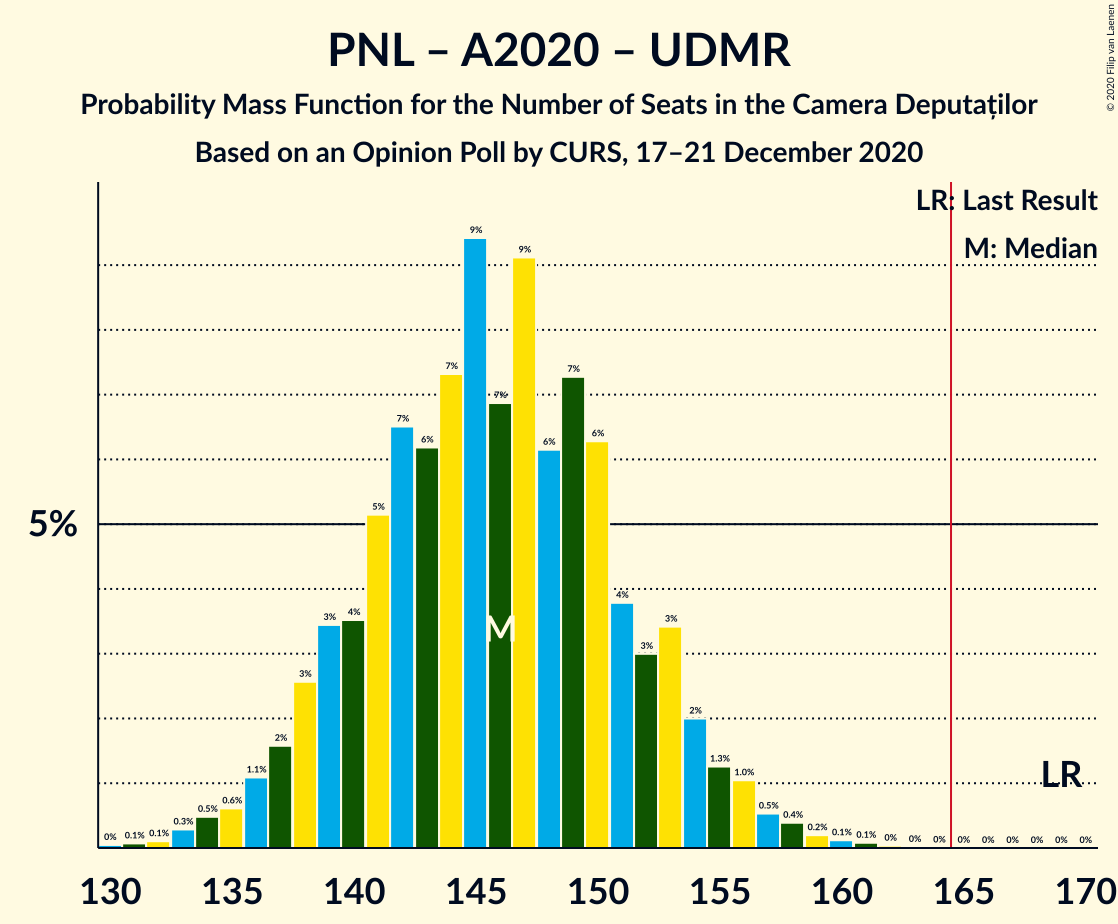 PNL – A2020 – UDMR
Probability Mass Function for the Number of Seats in the Camera Deputaților
Based on an Opinion Poll by CURS, 17–21 December 2020
© 2020 Filip van Laenen
LR: Last Result
M: Median
5%
0% 0.1% 0.1% 0.3% 0.5% 0.6% 1.1% 2% 3% 3% 4% 5% 7% 6% 7% 9% 7% 9% 6% 7% 6% 4% 3% 3% 2% 1.3% 1.0% 0.5% 0.4% 0.2% 0.1% 0.1% 0% 0% 0% 0% 0% 0% 0% 0% 0%
M
LR
130 135 140 145 150 155 160 165 170